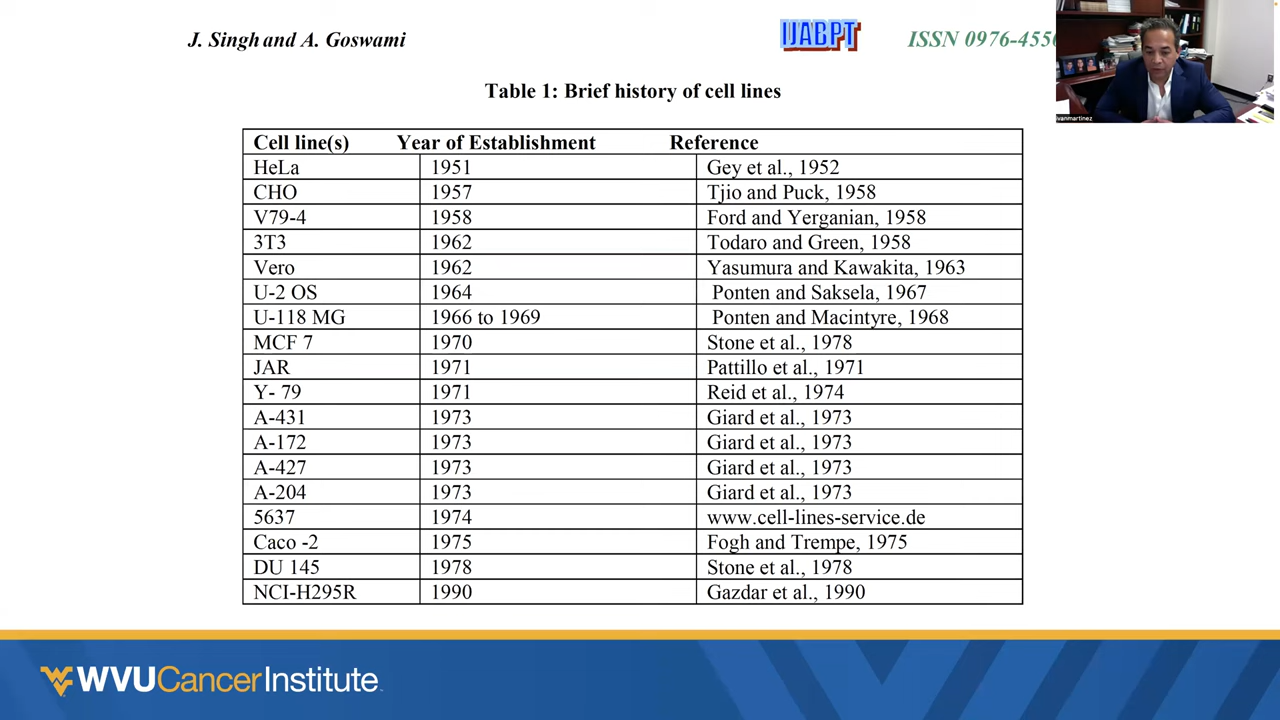 J. Singh and A. Goswami IJABPT ISSN 0976-4550
Table 1: Brief history of cell lines
Cell line(s) Year of Establishment Reference
HeLa 1951 Gey et al., 1952
CHO 1957 Tjio and Puck, 1958
V79-4 1958 Ford and Yerganian, 1958
3T3 1962 Todaro and Green, 1958
Vero 1962 Yasumura and Kawakita, 1963
U-2 OS 1964 Ponten and Saksela, 1967
U-118 MG 1966 to 1969 Ponten and Macintyre, 1968
MCF 7 1970 Stone et al., 1978
JAR 1971 Pattillo et al., 1971
Y- 79 1971 Reid et al., 1974
A-431 1973 Giard et al., 1973
A-172 1973 Giard et al., 1973
A-427 1973 Giard et al., 1973
A-204 1973 Giard et al., 1973
5637 1974 www.cell-lines-service.de
Caco -2 1975 Fogh and Trempe, 1975
DU 145 1978 Stone et al., 1978
NCI-H295R 1990 Gazdar et al., 1990
WVUCancerInstitute
ivanmartinez